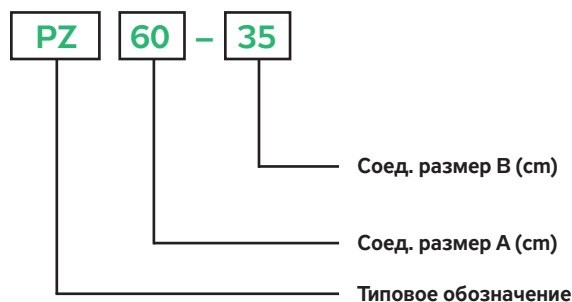 PZ 60 – 35
Соед. размер B (cm)
Соед. размер A (cm)
Типовое обозначение